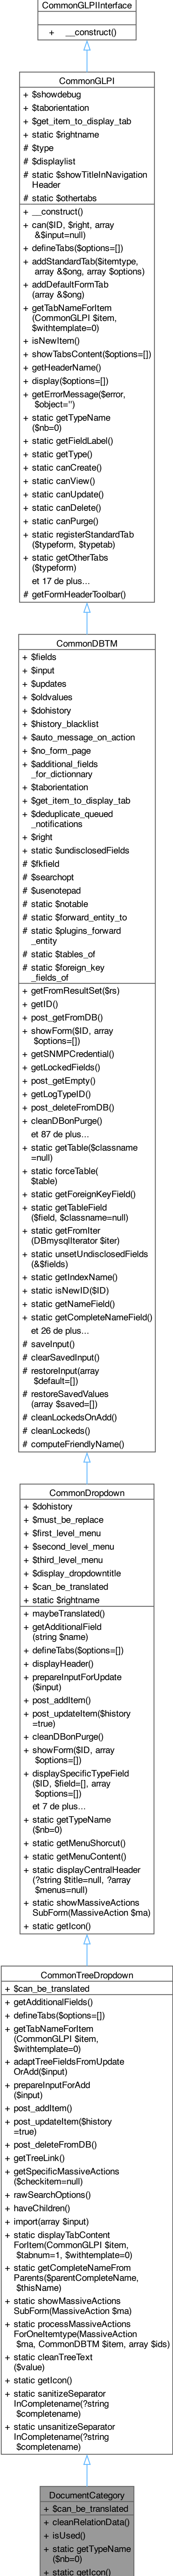 CommonGLPIInterface
+ __construct()
CommonGLPI
+ $showdebug
+ $taborientation
+ $get_item_to_display_tab
+ static $rightname
# $type
# $displaylist
# static $showTitleInNavigation
Header
# static $othertabs
+ __construct()
+ can($ID, $right, array
&$input=null)
+ defineTabs($options=[])
+ addStandardTab($itemtype,
array &$ong, array $options)
+ addDefaultFormTab
(array &$ong)
+ getTabNameForItem
(CommonGLPI $item,
$withtemplate=0)
+ isNewItem()
+ showTabsContent($options=[])
+ getHeaderName()
+ display($options=[])
+ getErrorMessage($error,
$object='')
+ static getTypeName
($nb=0)
+ static getFieldLabel()
+ static getType()
+ static canCreate()
+ static canView()
+ static canUpdate()
+ static canDelete()
+ static canPurge()
+ static registerStandardTab
($typeform, $typetab)
+ static getOtherTabs
($typeform)
et 17 de plus...
# getFormHeaderToolbar()
CommonDBTM
+ $fields
+ $input
+ $updates
+ $oldvalues
+ $dohistory
+ $history_blacklist
+ $auto_message_on_action
+ $no_form_page
+ $additional_fields
_for_dictionnary
+ $taborientation
+ $get_item_to_display_tab
+ $deduplicate_queued
_notifications
+ $right
+ static $undisclosedFields
# $fkfield
# $searchopt
# $usenotepad
# static $notable
# static $forward_entity_to
# static $plugins_forward
_entity
# static $tables_of
# static $foreign_key
_fields_of
+ getFromResultSet($rs)
+ getID()
+ post_getFromDB()
+ showForm($ID, array
$options=[])
+ getSNMPCredential()
+ getLockedFields()
+ post_getEmpty()
+ getLogTypeID()
+ post_deleteFromDB()
+ cleanDBonPurge()
et 87 de plus...
+ static getTable($classname
=null)
+ static forceTable(
$table)
+ static getForeignKeyField()
+ static getTableField
($field, $classname=null)
+ static getFromIter
(DBmysqlIterator $iter)
+ static unsetUndisclosedFields
(&$fields)
+ static getIndexName()
+ static isNewID($ID)
+ static getNameField()
+ static getCompleteNameField()
et 26 de plus...
# saveInput()
# clearSavedInput()
# restoreInput(array
$default=[])
# restoreSavedValues
(array $saved=[])
# cleanLockedsOnAdd()
# cleanLockeds()
# computeFriendlyName()
CommonDropdown
+ $dohistory
+ $must_be_replace
+ $first_level_menu
+ $second_level_menu
+ $third_level_menu
+ $display_dropdowntitle
+ $can_be_translated
+ static $rightname
+ maybeTranslated()
+ getAdditionalField
(string $name)
+ defineTabs($options=[])
+ displayHeader()
+ prepareInputForUpdate
($input)
+ post_addItem()
+ post_updateItem($history
=true)
+ cleanDBonPurge()
+ showForm($ID, array
$options=[])
+ displaySpecificTypeField
($ID, $field=[], array
$options=[])
et 7 de plus...
+ static getTypeName
($nb=0)
+ static getMenuShorcut()
+ static getMenuContent()
+ static displayCentralHeader
(?string $title=null, ?array
$menus=null)
+ static showMassiveActions
SubForm(MassiveAction $ma)
+ static getIcon()
CommonTreeDropdown
+ $can_be_translated
+ getAdditionalFields()
+ defineTabs($options=[])
+ getTabNameForItem
(CommonGLPI $item,
$withtemplate=0)
+ adaptTreeFieldsFromUpdate
OrAdd($input)
+ prepareInputForAdd
($input)
+ post_addItem()
+ post_updateItem($history
=true)
+ post_deleteFromDB()
+ getTreeLink()
+ getSpecificMassiveActions
($checkitem=null)
+ rawSearchOptions()
+ haveChildren()
+ import(array $input)
+ static displayTabContent
ForItem(CommonGLPI $item,
$tabnum=1, $withtemplate=0)
+ static getCompleteNameFrom
Parents($parentCompleteName,
$thisName)
+ static showMassiveActions
SubForm(MassiveAction $ma)
+ static processMassiveActions
ForOneItemtype(MassiveAction
$ma, CommonDBTM $item, array $ids)
+ static cleanTreeText
($value)
+ static getIcon()
+ static sanitizeSeparator
InCompletename(?string
$completename)
+ static unsanitizeSeparator
InCompletename(?string
$completename)
DocumentCategory
+ $can_be_translated
+ cleanRelationData()
+ isUsed()
+ static getTypeName
($nb=0)
+ static getIcon()